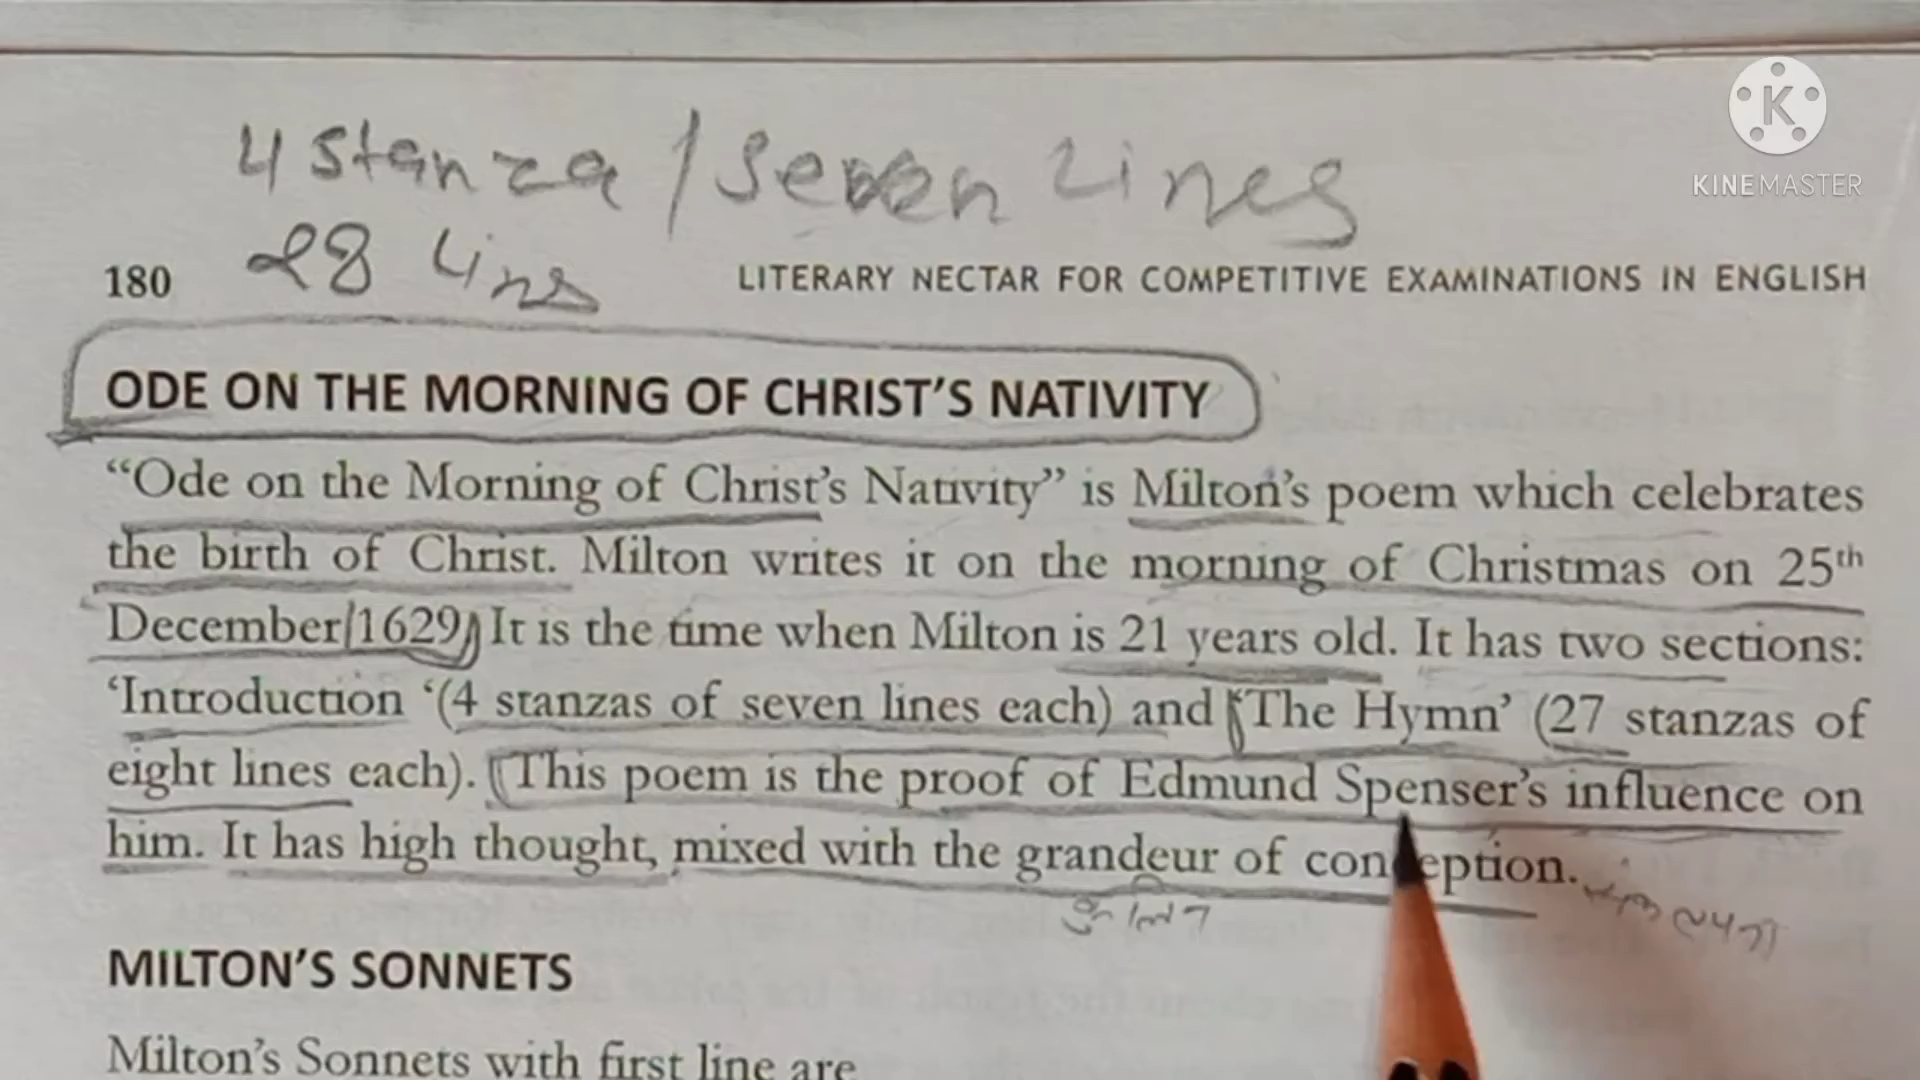 4 Stanza / Seven Lines
28 Lins
K
KINEMASTER
180
LITERARY NECTAR FOR COMPETITIVE EXAMINATIONS IN ENGLISH
ODE ON THE MORNING OF CHRIST’S NATIVITY
“Ode on the Morning of Christ’s Nativity” is Milton’s poem which celebrates
the birth of Christ. Milton writes it on the morning of Christmas on 25th
December, 1629. It is the time when Milton is 21 years old. It has two sections:
‘Introduction ‘(4 stanzas of seven lines each) and ‘The Hymn’ (27 stanzas of
eight lines each). This poem is the proof of Edmund Spenser’s influence on
him. It has high thought, mixed with the grandeur of conception.
MILTON’S SONNETS
Milton’s Sonnets with first line are